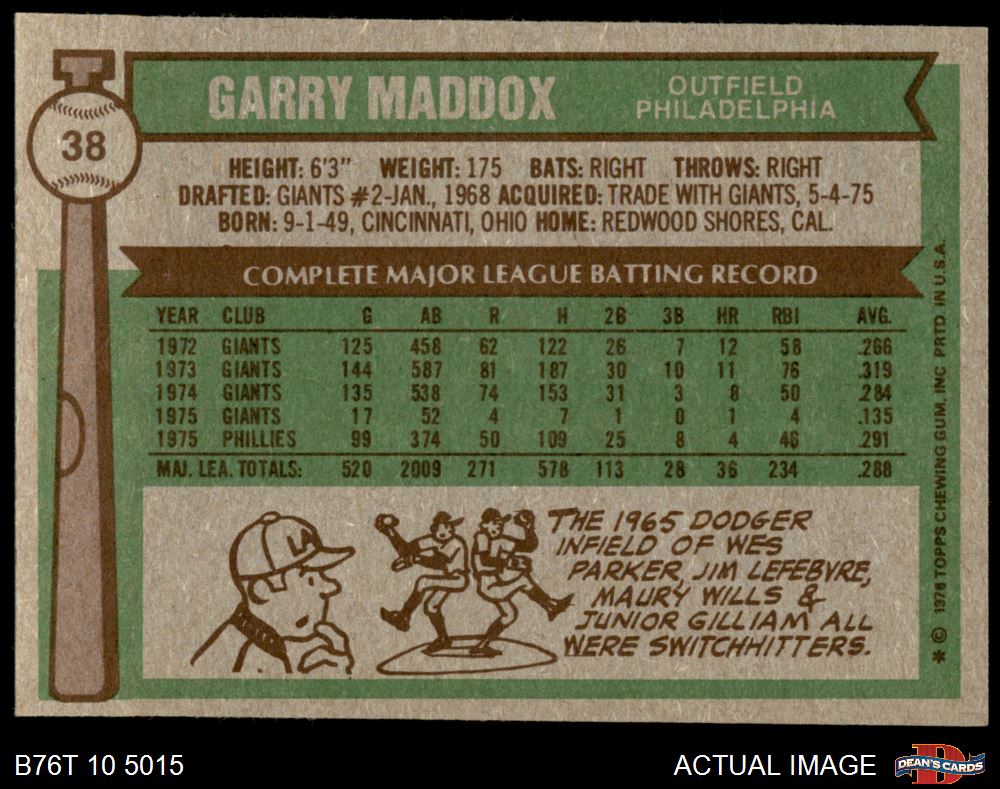 GARRY MADDOX
OUTFIELD
PHILADELPHIA
38
HEIGHT: 6'3" WEIGHT: 175 BATS: RIGHT THROWS: RIGHT
DRAFTED: GIANTS #2-JAN., 1968 ACQUIRED: TRADE WITH GIANTS, 5-4-75
BORN: 9-1-49, CINCINNATI, OHIO HOME: REDWOOD SHORES, CAL.
COMPLETE MAJOR LEAGUE BATTING RECORD
YEAR CLUB G AB R H 2B 3B HR RBI AVG.
1972 GIANTS 125 458 62 122 26 7 12 58 .266
1973 GIANTS 144 587 81 187 30 10 11 76 .319
1974 GIANTS 135 538 74 153 31 3 8 50 .284
1975 GIANTS 17 52 4 7 1 0 1 4 .135
1975 PHILLIES 99 374 50 109 25 8 4 46 .291
MAJ. LEA. TOTALS: 520 2009 271 578 113 28 36 234 .288
THE 1965 DODGER
INFIELD OF WES
PARKER, JIM LEFEBVRE,
MAURY WILLS &
JUNIOR GILLIAM ALL
WERE SWITCHHITTERS.
* © 1976 TOPPS CHEWING GUM, INC PRTD IN U.S.A.
B76T 10 5015
ACTUAL IMAGE
D
DEAN'S CARDS